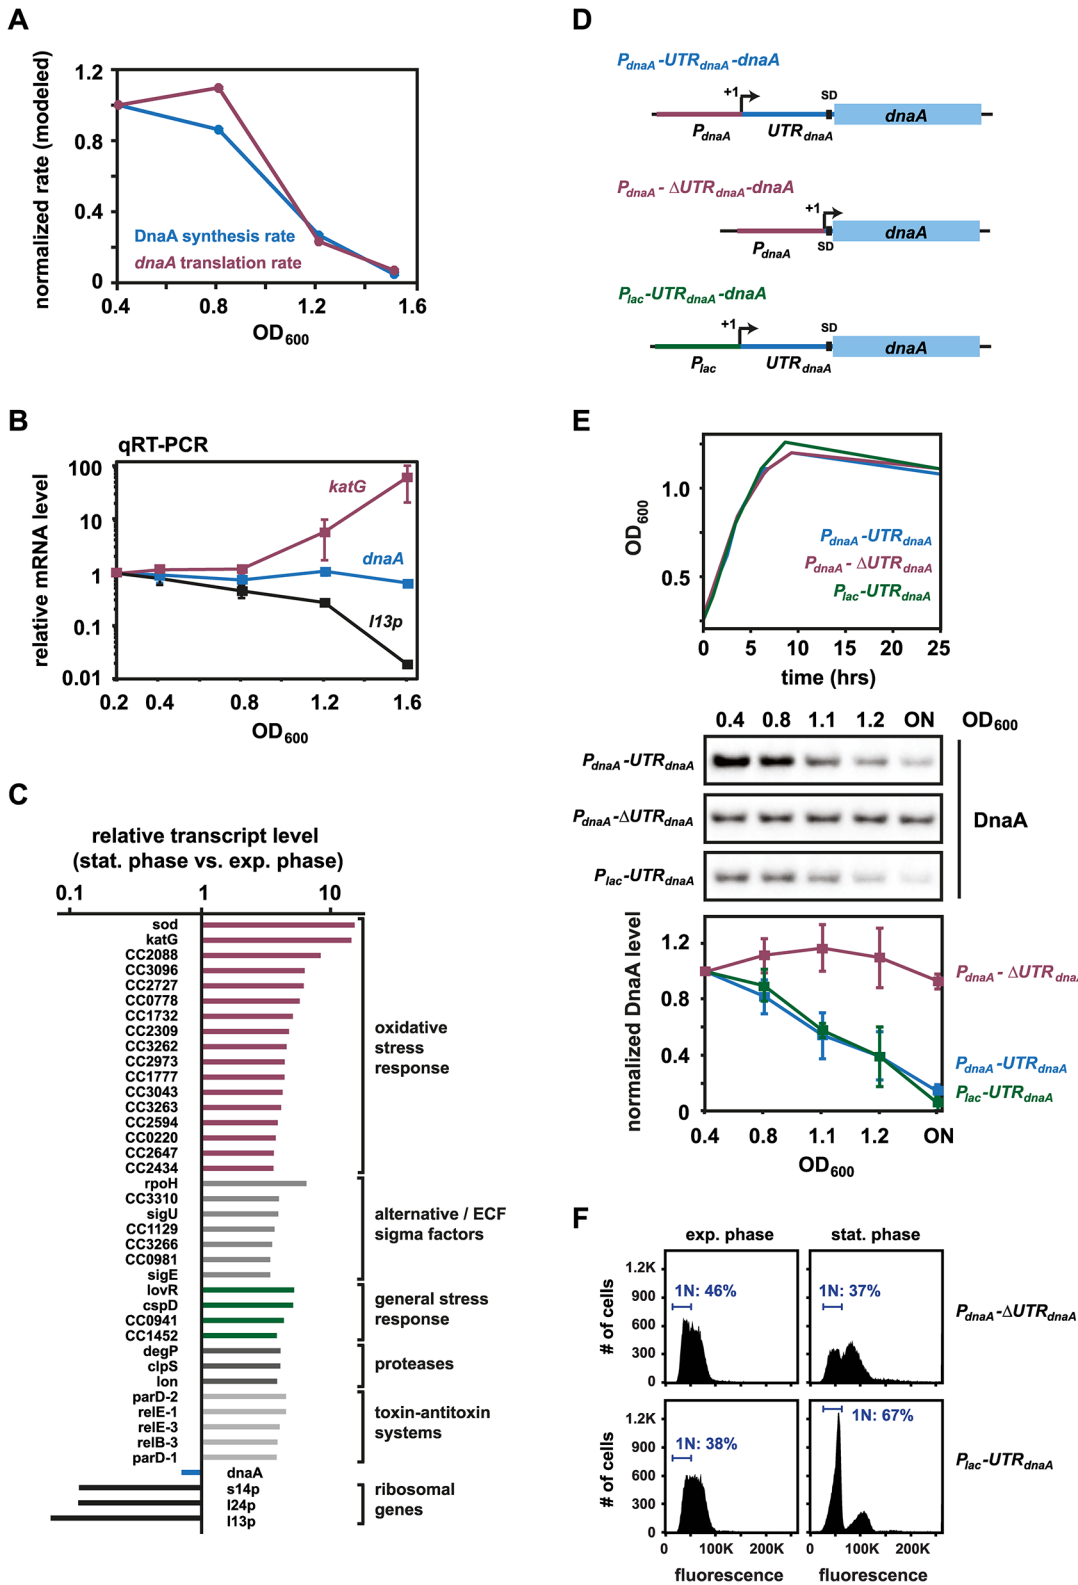 A
normalized rate (modeled)
1.2
0.8
0.4
0
DnaA synthesis rate
dnaA translation rate
0.4 0.8 1.2 1.6
OD600
B
qRT-PCR
relative mRNA level
100
10
1
0.1
0.01
katG
dnaA
l13p
0.2 0.4 0.8 1.2 1.6
OD600
C
relative transcript level
(stat. phase vs. exp. phase)
0.1 1 10
sod
katG
CC2088
CC3096
CC2727
CC0778
CC1732
CC2309
CC3262
CC2973
CC1777
CC3043
CC3263
CC2594
CC0220
CC2647
CC2434
oxidative
stress
response
rpoH
CC3310
sigU
CC1129
CC3266
CC0981
sigE
alternative / ECF
sigma factors
lovR
cspD
CC0941
CC1452
general stress
response
degP
clpS
lon
proteases
parD-2
relE-1
relE-3
relB-3
parD-1
toxin-antitoxin
systems
dnaA
s14p
l24p
l13p
ribosomal
genes
D
PdnaA-UTRdnaA-dnaA
+1
SD
dnaA
PdnaA UTRdnaA
PdnaA- ΔUTRdnaA-dnaA
+1
dnaA
PdnaA SD
Plac-UTRdnaA-dnaA
+1
SD
dnaA
Plac UTRdnaA
E
OD600
1.0
0.5
PdnaA-UTRdnaA
PdnaA- ΔUTRdnaA
Plac-UTRdnaA
0 5 10 15 20 25
time (hrs)
0.4 0.8 1.1 1.2 ON OD600
PdnaA-UTRdnaA
PdnaA-ΔUTRdnaA
Plac-UTRdnaA
DnaA
normalized DnaA level
1.2
0.8
0.4
0
PdnaA- ΔUTRdna
PdnaA-UTRdnaA
Plac-UTRdnaA
0.4 0.8 1.1 1.2 ON
OD600
F
exp. phase stat. phase
# of cells
1.2K
900
600
300
0
1N: 46%
1N: 37%
PdnaA-ΔUTRdnaA
# of cells
1.2K
900
600
300
0
1N: 38%
1N: 67%
Plac-UTRdnaA
0 100K 200K 0 100K 200K
fluorescence fluorescence